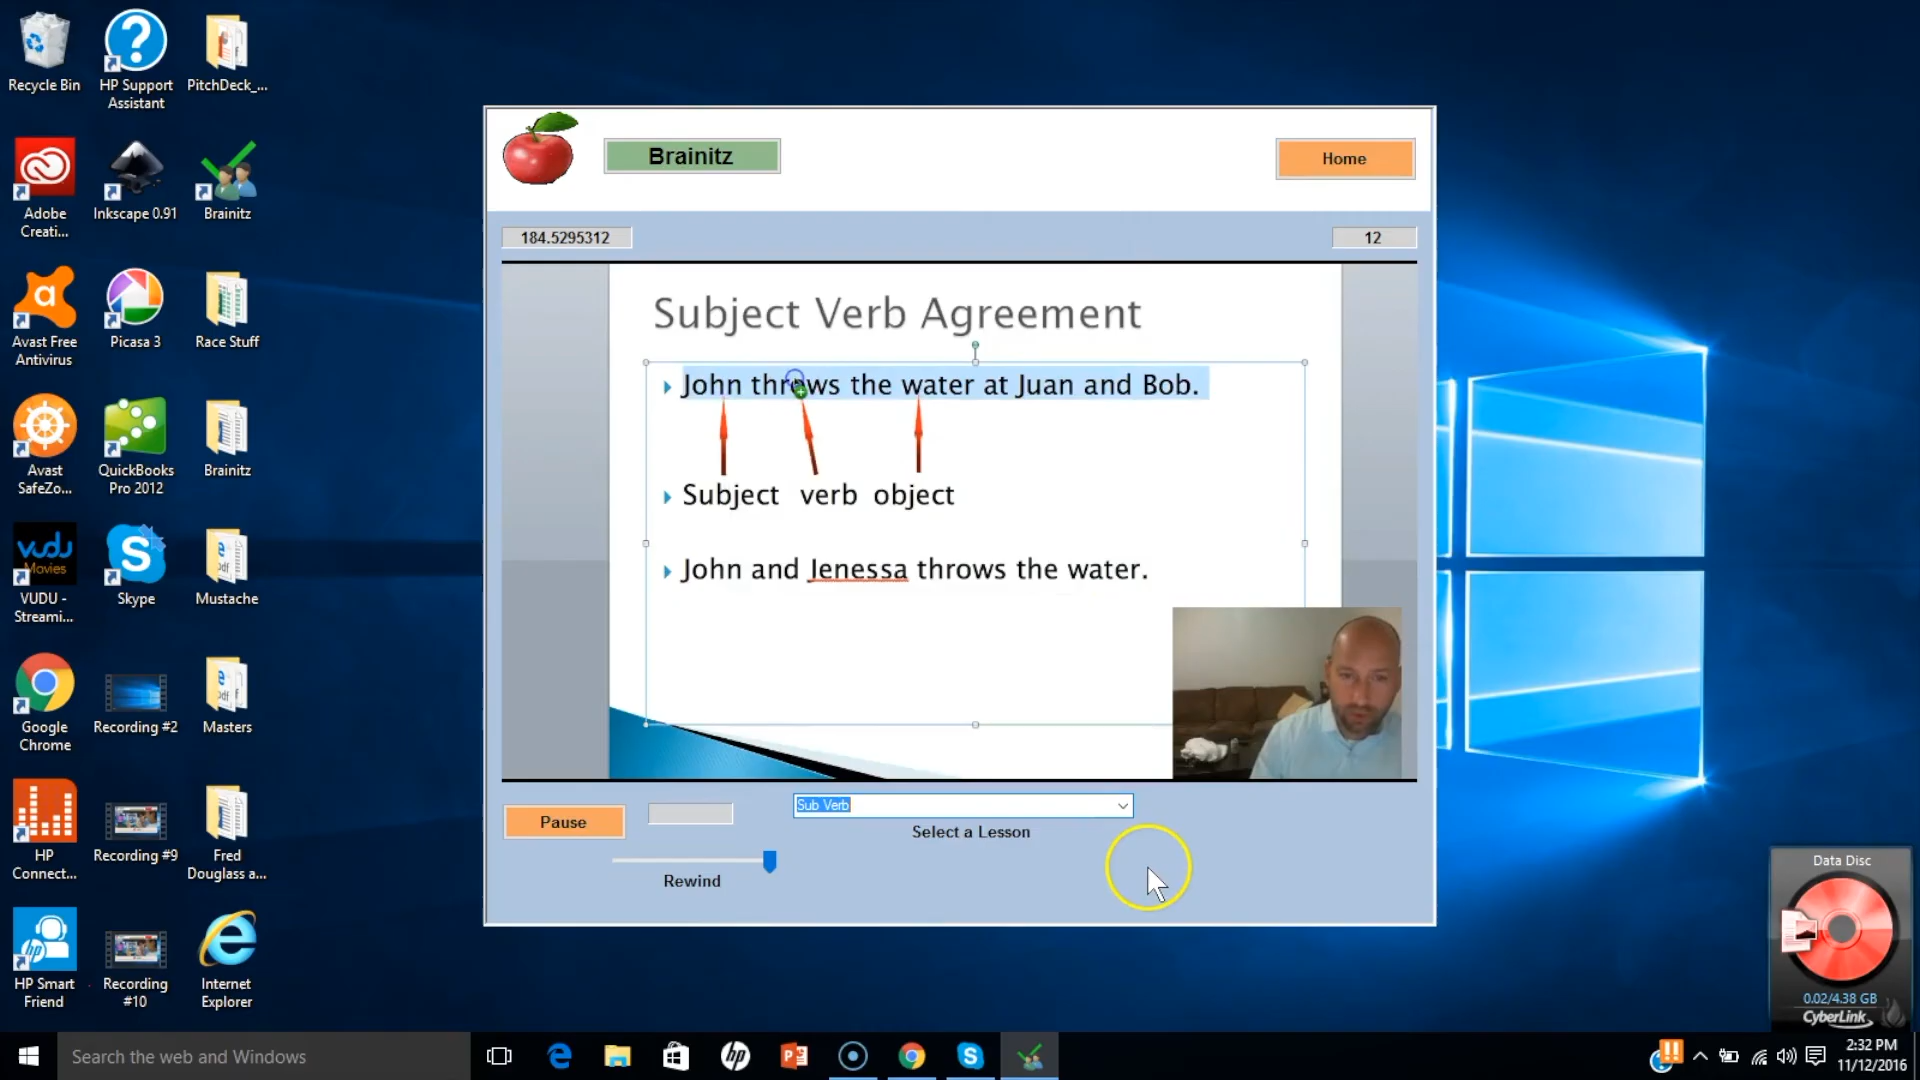 Recycle Bin
HP Support
Assistant
PitchDeck_...
Adobe
Creati...
Inkscape 0.91
Brainitz
Avast Free
Antivirus
Picasa 3
Race Stuff
Avast
SafeZo...
QuickBooks
Pro 2012
Brainitz
VUDU
Movies
VUDU -
Streami...
Skype
Mustache
Google
Chrome
Recording #2
Masters
HP
Connect...
Recording #9
Fred
Douglass a...
HP Smart
Friend
Recording
#10
Internet
Explorer
Brainitz
Home
184.5295312
12
Subject Verb Agreement
John throws the water at Juan and Bob.
Subject verb object
John and Jenessa throws the water.
Pause
Sub Verb
Select a Lesson
Rewind
Data Disc
0.02/4.38 GB
CyberLink
Search the web and Windows
2:32 PM
11/12/2016